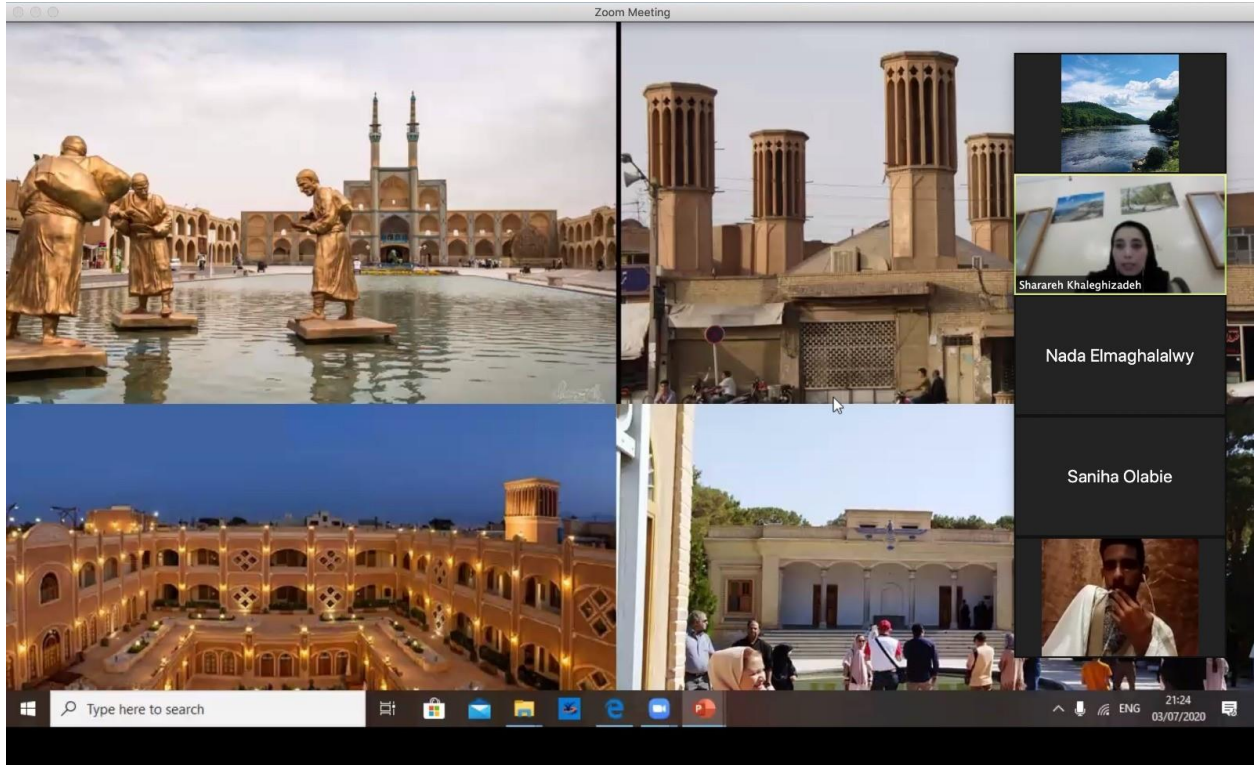 Zoom Meeting
Sharareh Khaleghizadeh
Nada Elmaghalalwy
Saniha Olabie
Type here to search
ENG
21:24
03/07/2020